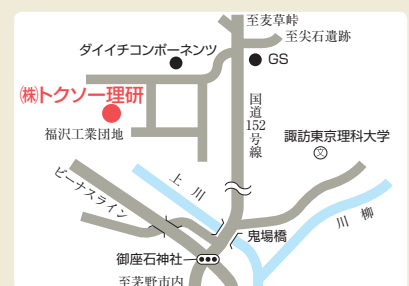 至麦草峠
至尖石遺跡
ダイイチコンポーネンツ
GS
㈱トクソー理研
国道152号線
福沢工業団地
諏訪東京理科大学
文
ビーナスライン
上川
川柳
鬼場橋
御座石神社
至茅野市内